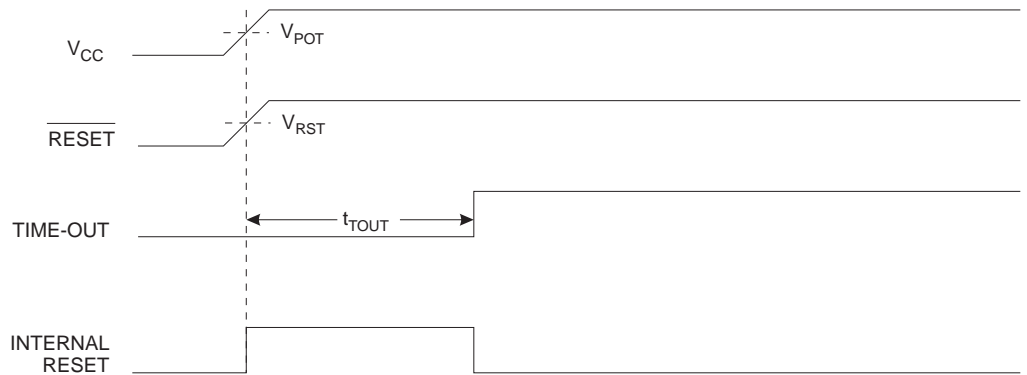 V_CC
V_POT
RESET
V_RST
TIME-OUT
t_TOUT
INTERNAL
RESET